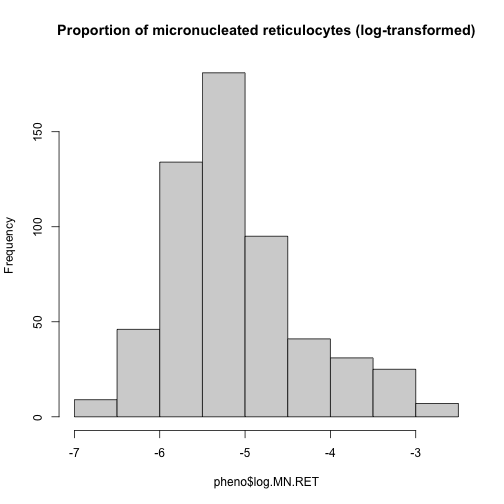 Proportion of micronucleated reticulocytes (log-transformed)
150
100
50
0
Frequency
-7 -6 -5 -4 -3
pheno$log.MN.RET